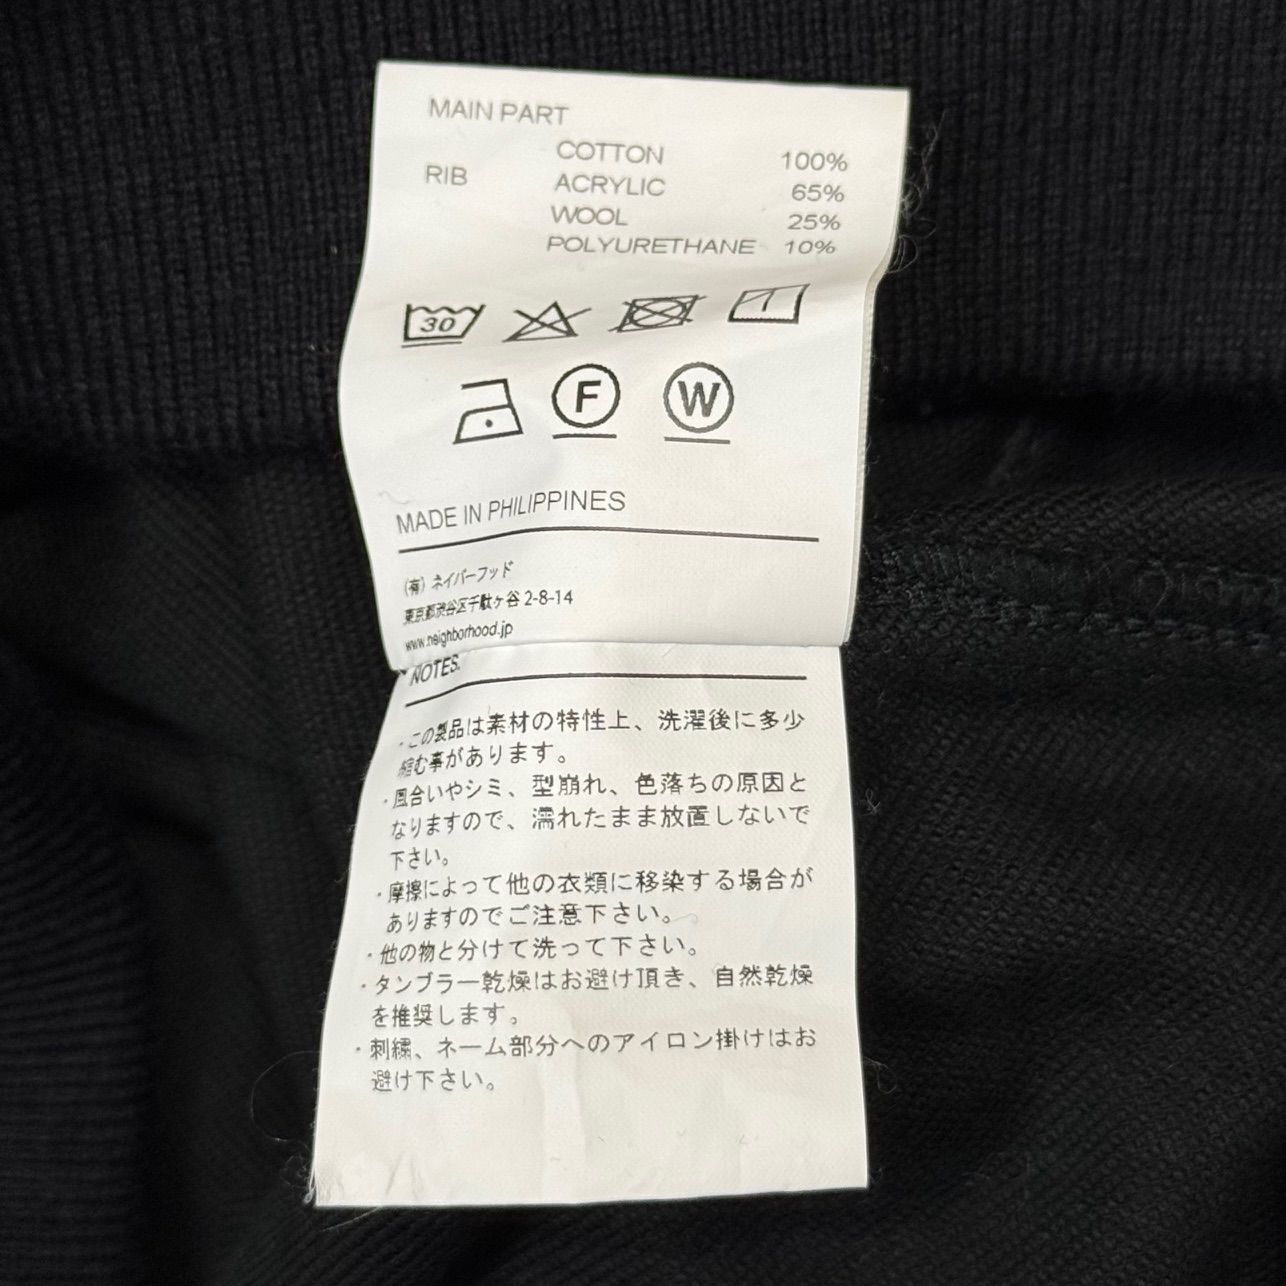 MAIN PART
COTTON 100%
RIB ACRYLIC 65%
WOOL 25%
POLYURETHANE 10%
30
F W
MADE IN PHILIPPINES
(有) ネイバーフッド
東京都渋谷区千駄ヶ谷 2-8-14
www.neighborhood.jp
NOTES.
・この製品は素材の特性上、洗濯後に多少
縮む事があります。
・風合いやシミ、型崩れ、色落ちの原因と
なりますので、濡れたまま放置しないで
下さい。
・摩擦によって他の衣類に移染する場合が
ありますのでご注意下さい。
・他の物と分けて洗って下さい。
・タンブラー乾燥はお避け頂き、自然乾燥
を推奨します。
・刺繍、ネーム部分へのアイロン掛けはお
避け下さい。